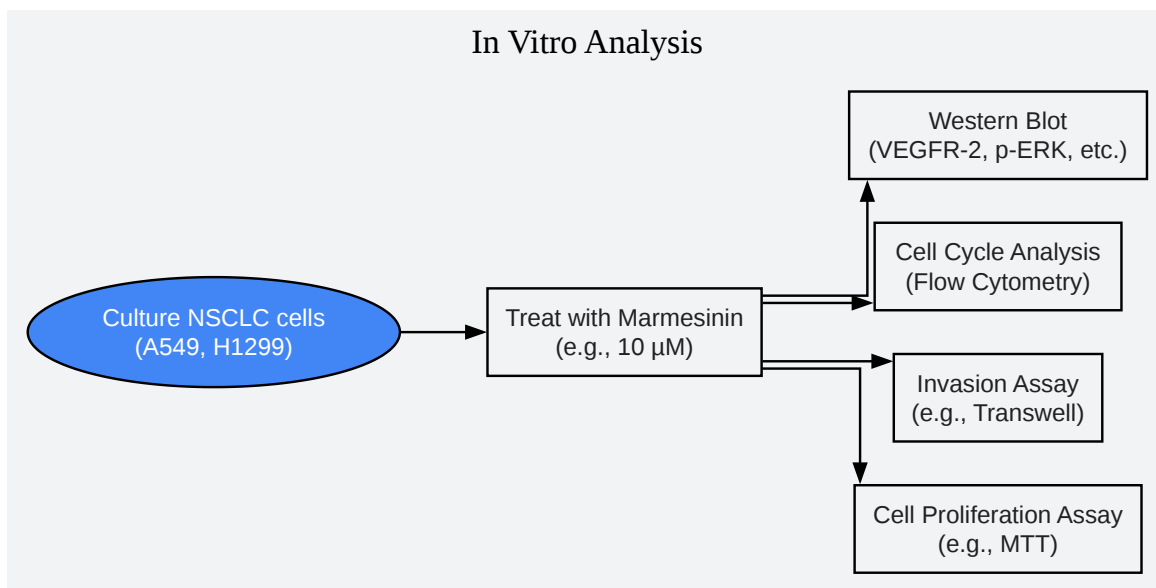 In Vitro Analysis
Western Blot
(VEGFR-2, p-ERK, etc.)
Cell Cycle Analysis
(Flow Cytometry)
Culture NSCLC cells
(A549, H1299)
Treat with Marmesinin
(e.g., 10 µM)
Invasion Assay
(e.g., Transwell)
Cell Proliferation Assay
(e.g., MTT)